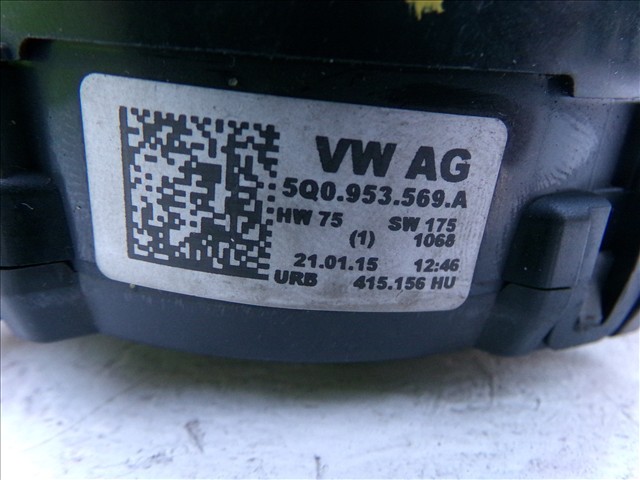 VW AG
5Q0.953.569.A
HW 75 SW 175
(1) 1068
21.01.15 12:46
URB 415.156 HU